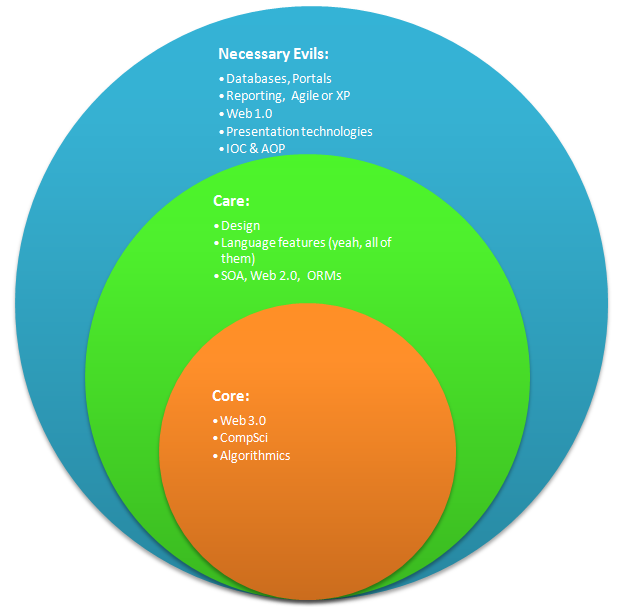 Necessary Evils:
• Databases, Portals
• Reporting, Agile or XP
• Web 1.0
• Presentation technologies
• IOC & AOP
Care:
• Design
• Language features (yeah, all of
them)
• SOA, Web 2.0, ORMs
Core:
• Web 3.0
• CompSci
• Algorithmics